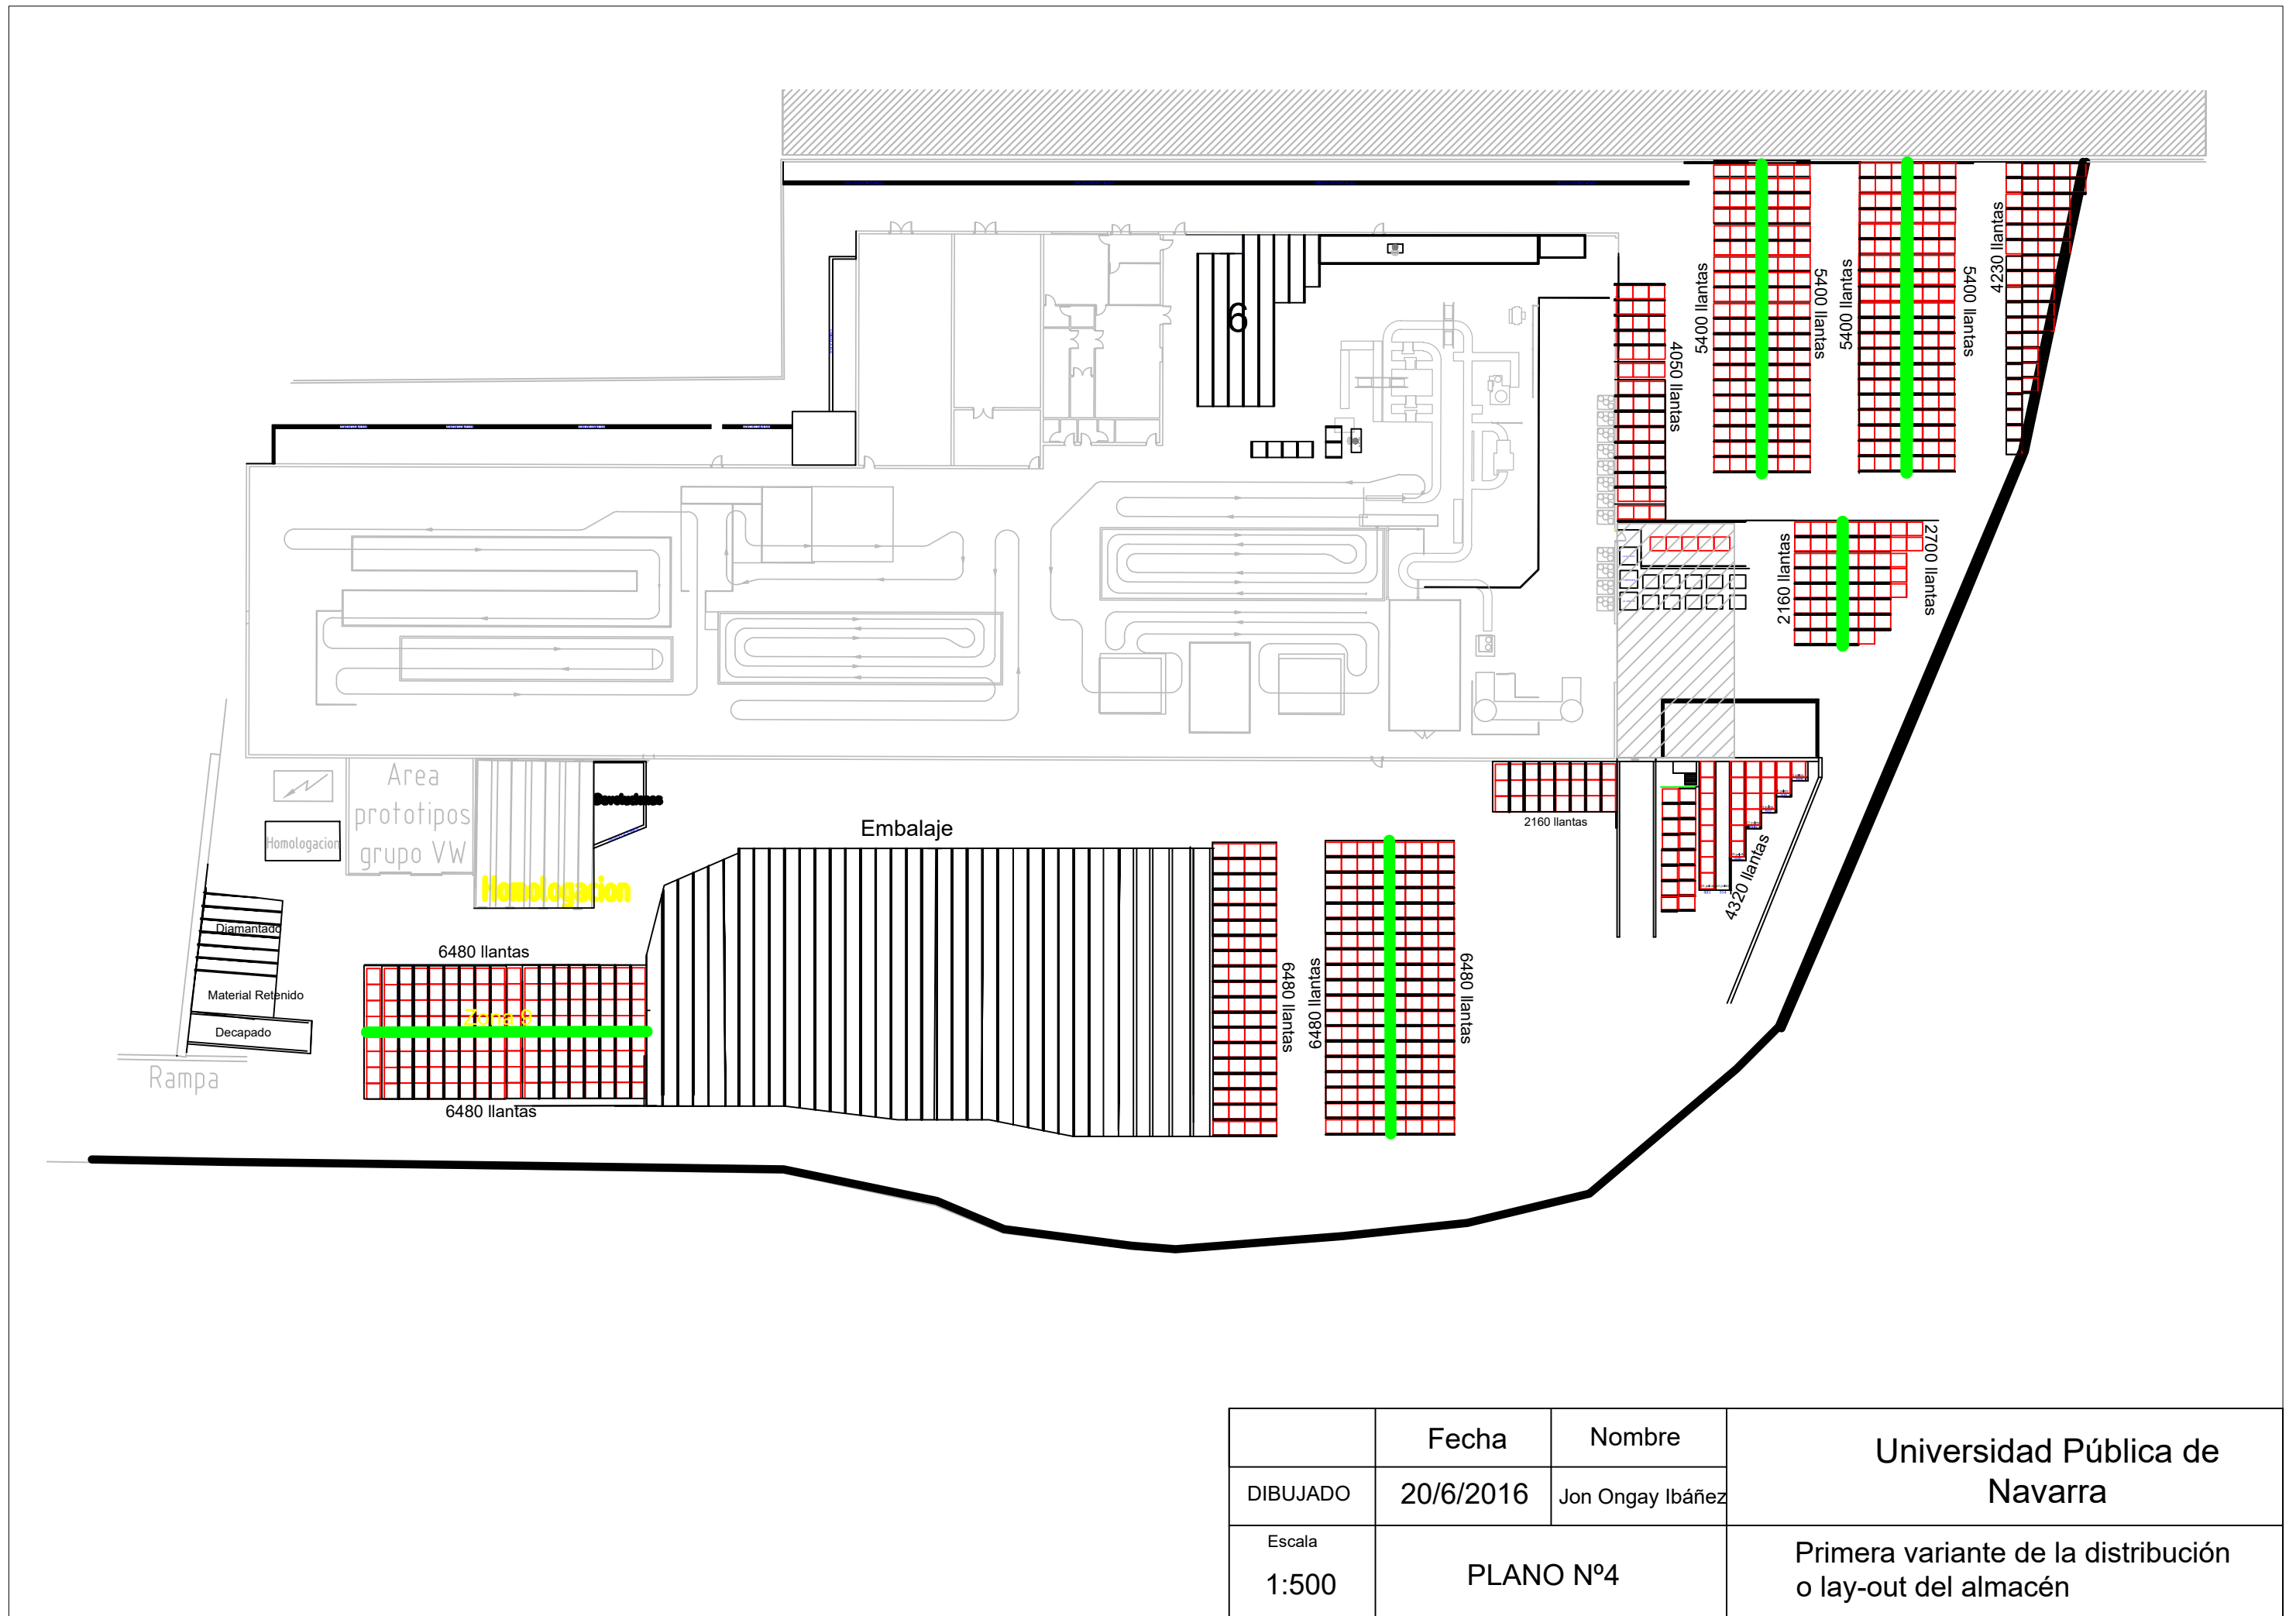 5400 llantas
5400 llantas
5400 llantas
5400 llantas
4230 llantas
6
4050 llantas
2160 llantas
2700 llantas
Area
prototipos
grupo VW
Homologacion
Devoluciones
Homologacion
Embalaje
2160 llantas
4320 llantas
Diamantado
Material Retenido
Decapado
Rampa
6480 llantas
Zona 9
6480 llantas
6480 llantas
6480 llantas
6480 llantas
Fecha
Nombre
Universidad Pública de
Navarra
DIBUJADO
20/6/2016
Jon Ongay Ibáñez
Escala
1:500
PLANO Nº4
Primera variante de la distribución
o lay-out del almacén